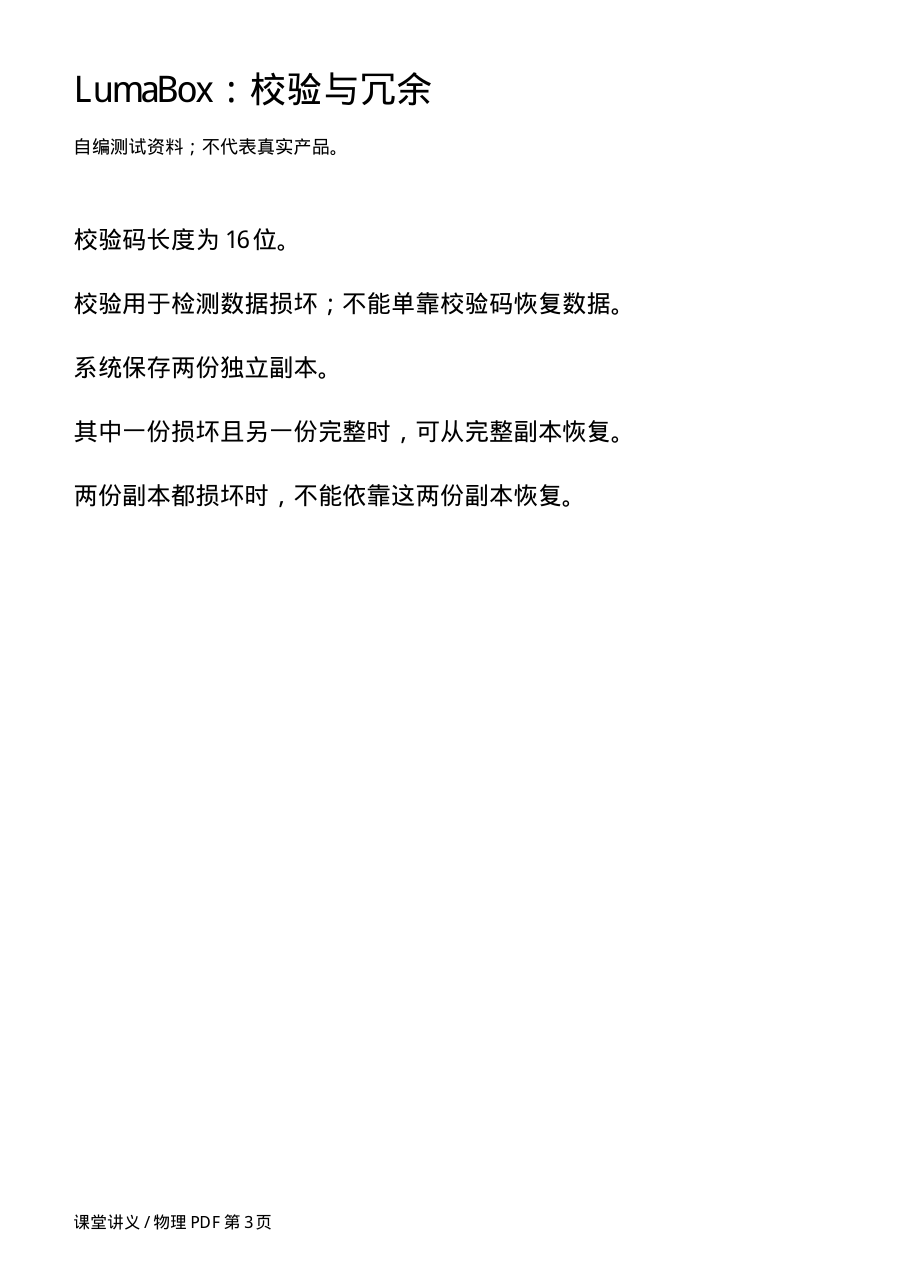 LumaBox：校验与冗余
自编测试资料；不代表真实产品。
校验码长度为 16 位。
校验用于检测数据损坏；不能单靠校验码恢复数据。
系统保存两份独立副本。
其中一份损坏且另一份完整时，可从完整副本恢复。
两份副本都损坏时，不能依靠这两份副本恢复。
课堂讲义 / 物理 PDF 第 3 页